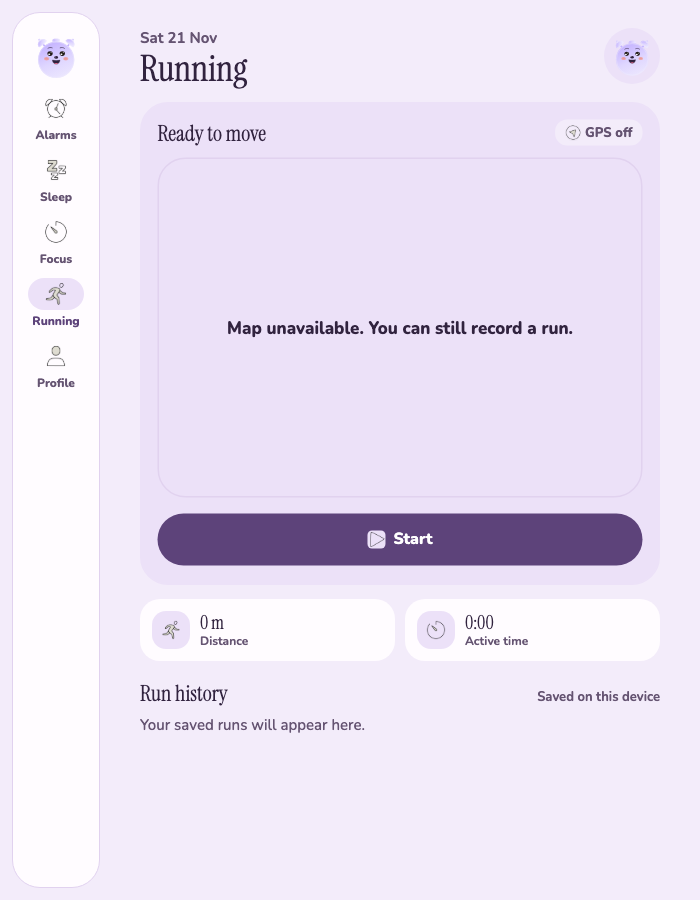 Alarms
Sleep
Focus
Running
Profile
Sat 21 Nov
Running
Ready to move
GPS off
Map unavailable. You can still record a run.
Start
0 m
Distance
0:00
Active time
Run history
Saved on this device
Your saved runs will appear here.